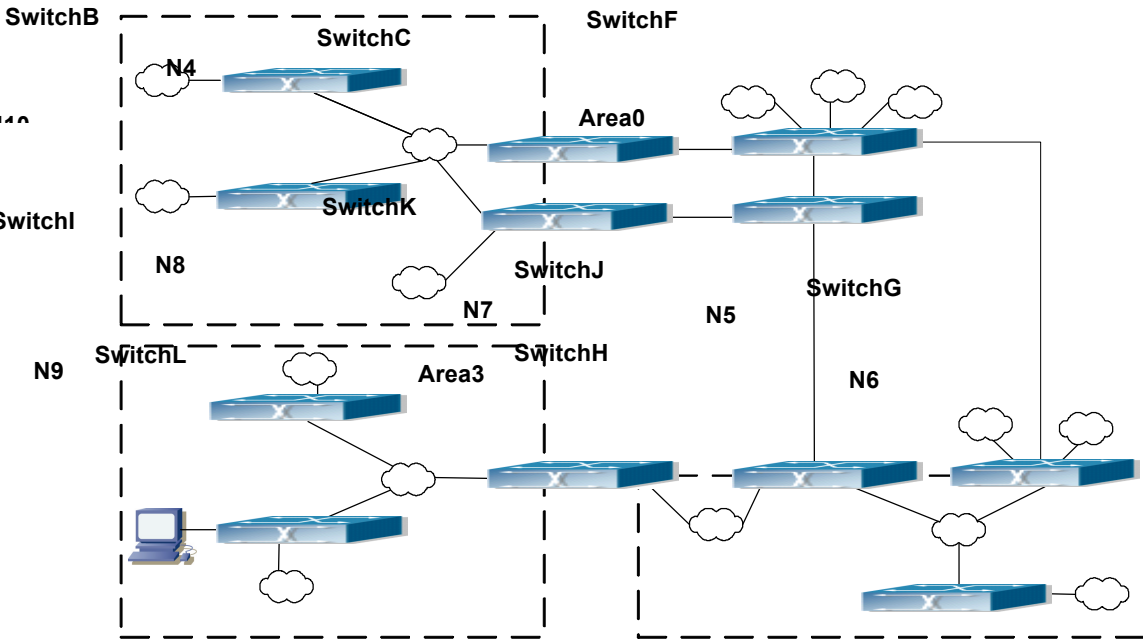 SwitchB
SwitchF
SwitchC
N4
Area0
SwitchK
SwitchI
N8
SwitchJ
SwitchG
N7
N5
SwitchL
SwitchH
N9
Area3
N6